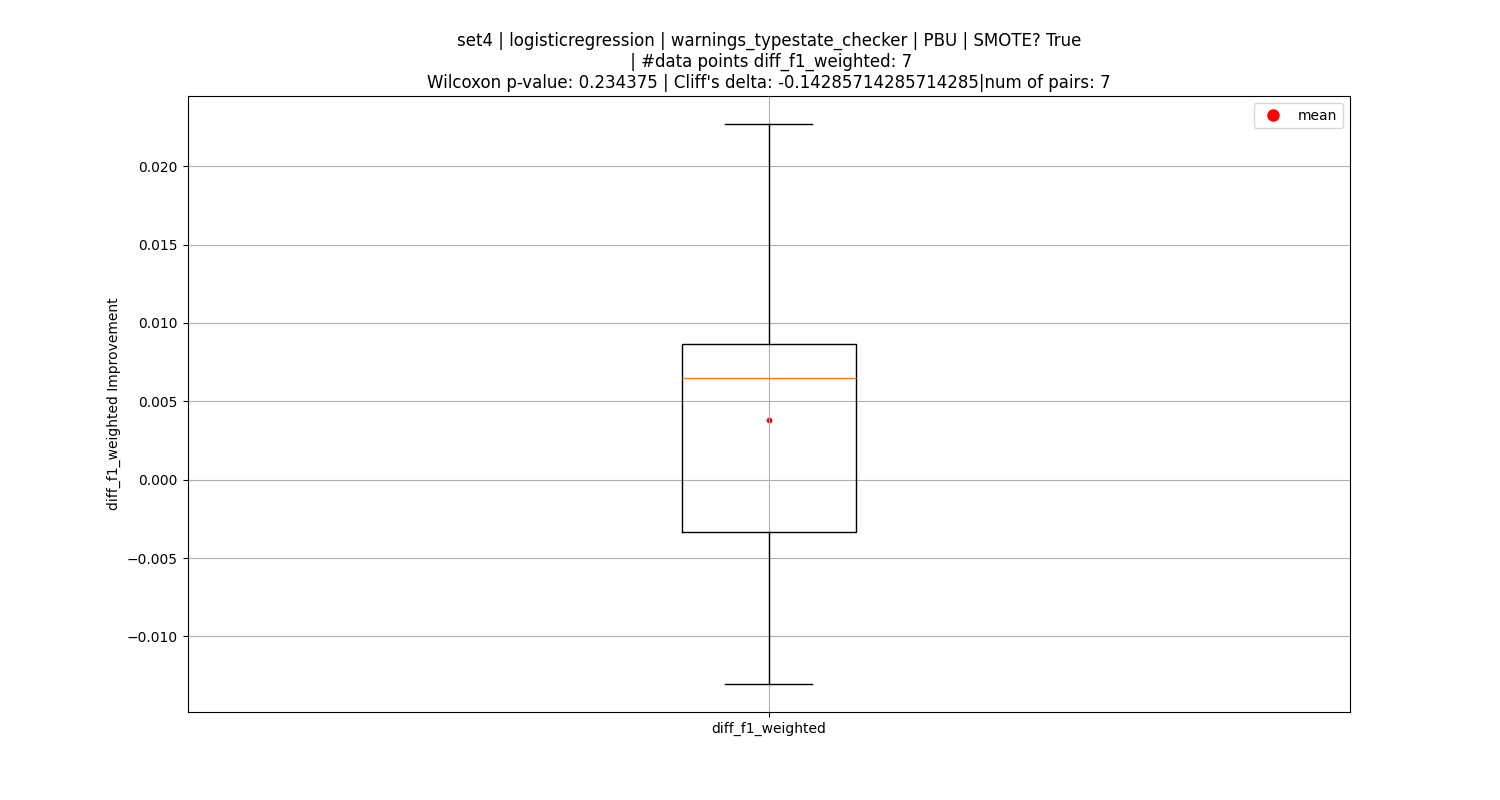 set4 | logisticregression | warnings_typestate_checker | PBU | SMOTE? True
| #data points diff_f1_weighted: 7
Wilcoxon p-value: 0.234375 | Cliff's delta: -0.14285714285714285|num of pairs: 7
mean
0.020
0.015
0.010
0.005
0.000
−0.005
−0.010
diff_f1_weighted Improvement
diff_f1_weighted